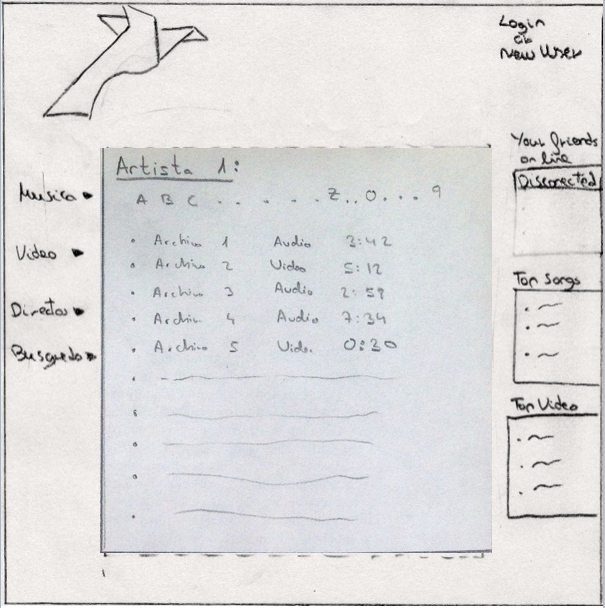 Login
or
New User
Your friends
on line
Disconected
Musica
Video
Directos
Busqueda
Artista 1:
A B C . . . . . . Z . . 0 . . . 9
Archivo 1 Audio 3:42
Archivo 2 Video 5:12
Archivo 3 Audio 2:59
Archivo 4 Audio 7:34
Archivo 5 Video 0:30
Top Songs
Top Video